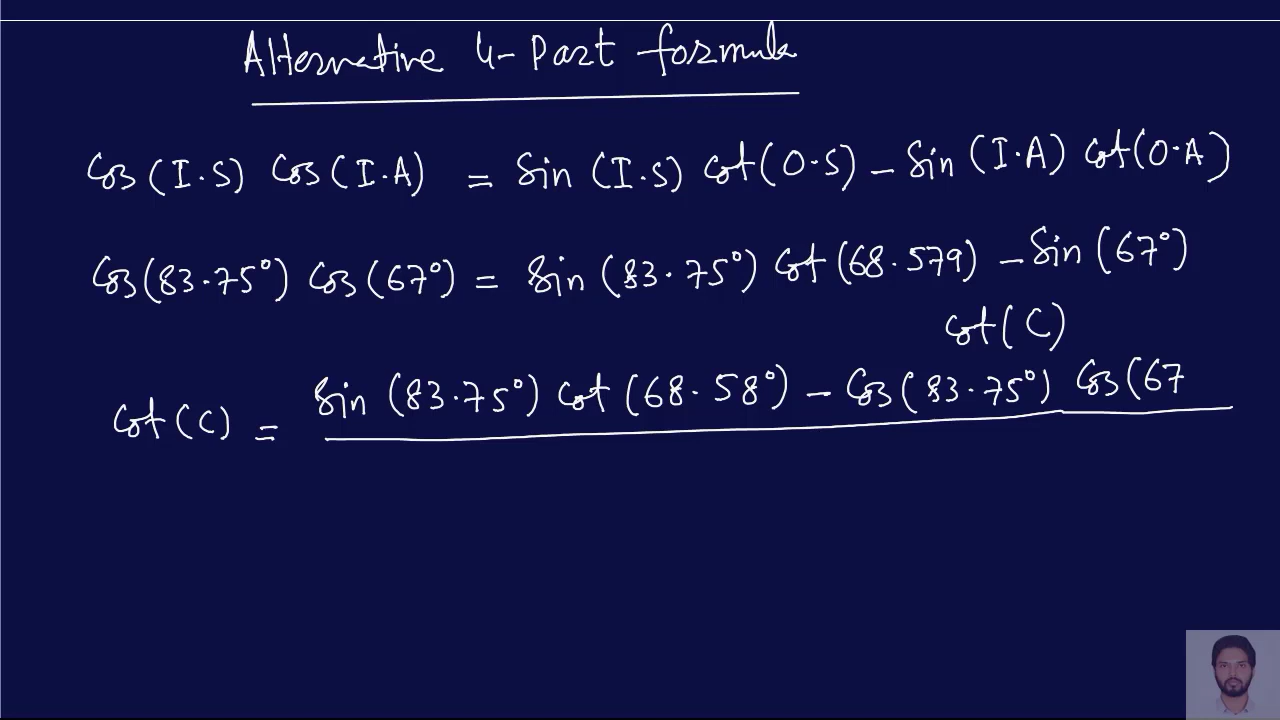 Alternative 4-Part formula
Cos (I.S) Cos (I.A) = Sin (I.S) Cot (O.S) - Sin (I.A) Cot (O.A)
Cos (83.75°) Cos (67°) = Sin (83.75°) Cot (68.579) - Sin (67°)
Cot (C)
Sin (83.75°) Cot (68.58°) - Cos (83.75°) Cos (67
Cot (C) =